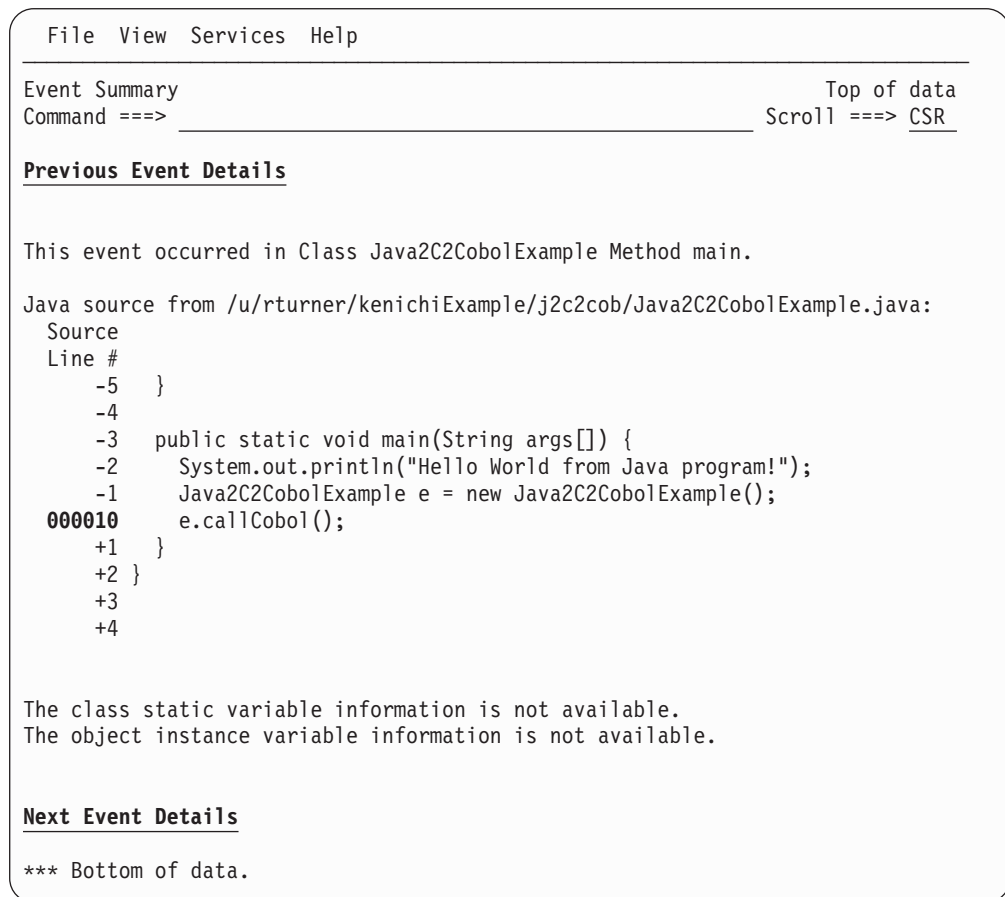 File View Services Help
Event Summary Top of data
Command ===> Scroll ===> CSR
Previous Event Details
This event occurred in Class Java2C2CobolExample Method main.
Java source from /u/rturner/kenichiExample/j2c2cob/Java2C2CobolExample.java:
Source
Line #
-5 }
-4
-3 public static void main(String args[]) {
-2 System.out.println("Hello World from Java program!");
-1 Java2C2CobolExample e = new Java2C2CobolExample();
000010 e.callCobol();
+1 }
+2 }
+3
+4
The class static variable information is not available.
The object instance variable information is not available.
Next Event Details
*** Bottom of data.